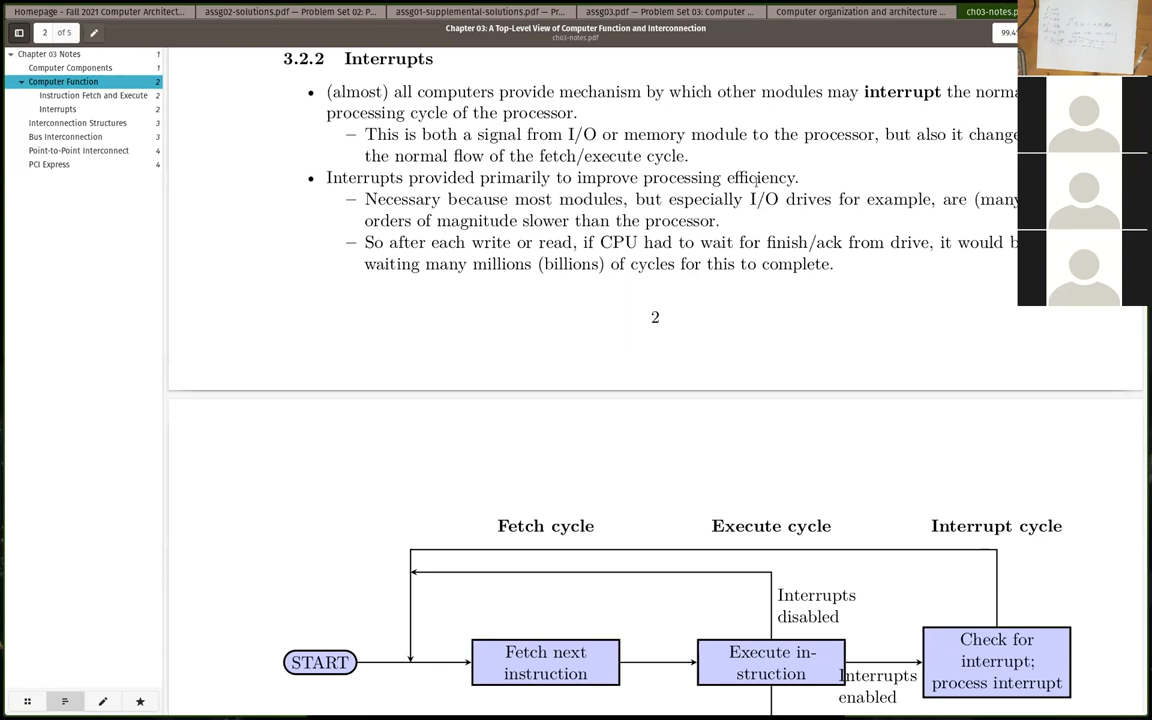 Homepage - Fall 2021 Computer Architect...
assg02-solutions.pdf — Problem Set 02: P...
assg01-supplemental-solutions.pdf — Pr...
assg03.pdf — Problem Set 03: Computer ...
Computer organization and architecture ...
ch03-notes.p
2 of 5
Chapter 03: A Top-Level View of Computer Function and Interconnection
ch03-notes.pdf
99.4
Chapter 03 Notes 1
Computer Components 1
Computer Function 2
Instruction Fetch and Execute 2
Interrupts 2
Interconnection Structures 3
Bus Interconnection 3
Point-to-Point Interconnect 4
PCI Express 4
3.2.2 Interrupts
• (almost) all computers provide mechanism by which other modules may interrupt the norma
processing cycle of the processor.
– This is both a signal from I/O or memory module to the processor, but also it change
the normal flow of the fetch/execute cycle.
• Interrupts provided primarily to improve processing efficiency.
– Necessary because most modules, but especially I/O drives for example, are (many
orders of magnitude slower than the processor.
– So after each write or read, if CPU had to wait for finish/ack from drive, it would b
waiting many millions (billions) of cycles for this to complete.
2
Fetch cycle
Execute cycle
Interrupt cycle
Interrupts
disabled
START
Fetch next
instruction
Execute in-
struction
Interrupts
enabled
Check for
interrupt;
process interrupt